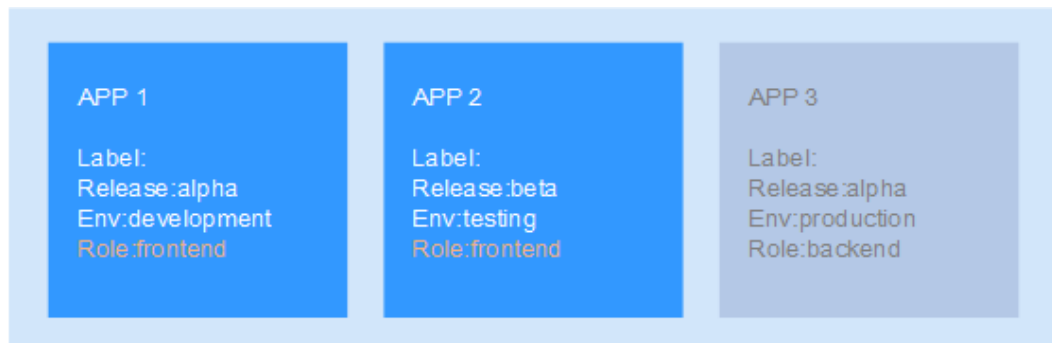 APP 1
Label:
Release:alpha
Env:development
Role:frontend
APP 2
Label:
Release:beta
Env:testing
Role:frontend
APP 3
Label:
Release:alpha
Env:production
Role:backend